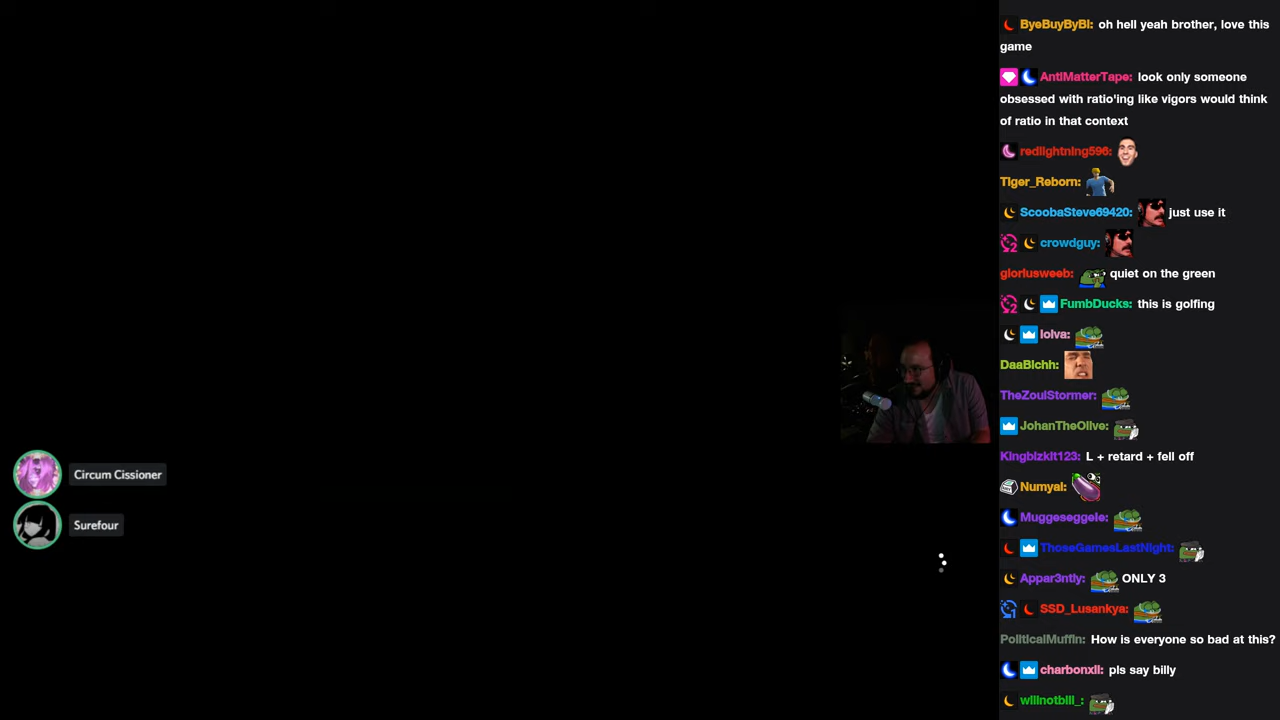 ByeBuyByBI: oh hell yeah brother, love this
game
AntiMatterTape: look only someone
obsessed with ratio'ing like vigors would think
of ratio in that context
redlightning596:
Tiger_Reborn:
ScoobaSteve69420: just use it
crowdguy:
gloriusweeb: quiet on the green
FumbDucks: this is golfing
lolva:
DaaBichh:
TheZoulStormer:
JohanTheOlive:
Kingbizkit123: L + retard + fell off
Numyal:
Muggeseggele:
ThoseGamesLastNight:
Appar3ntly: ONLY 3
SSD_Lusankya:
PoliticalMuffin: How is everyone so bad at this?
charbonxii: pls say billy
willnotbill_:
Circum Cissioner
Surefour